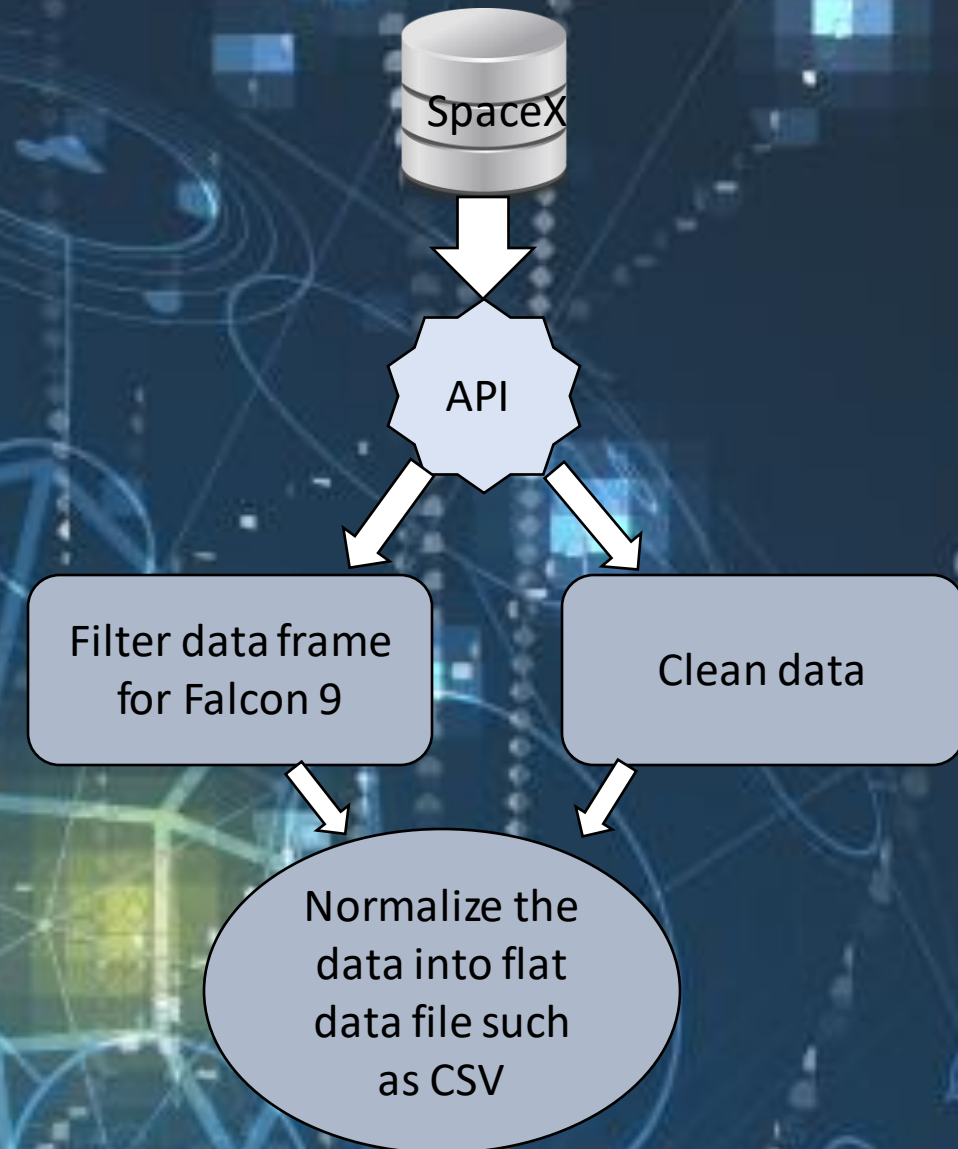 SpaceX
API
Filter data frame
for Falcon 9
Clean data
Normalize the
data into flat
data file such
as CSV